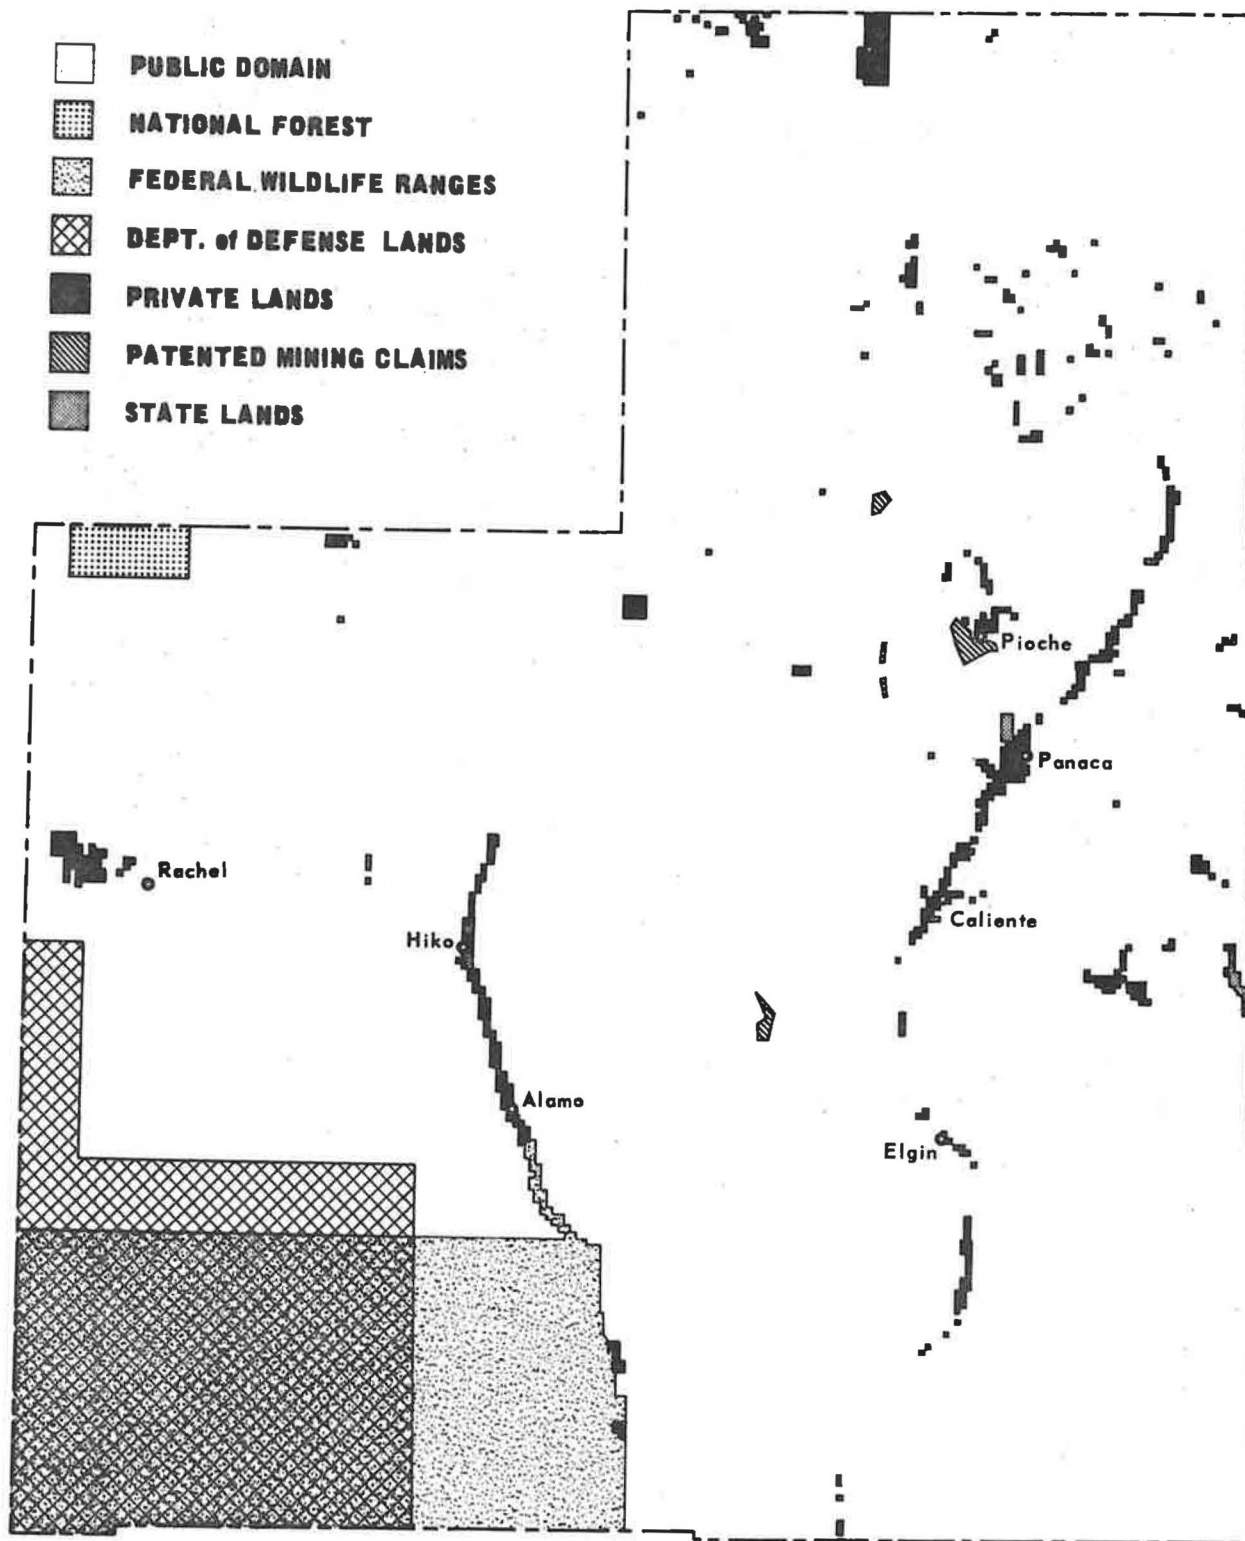 PUBLIC DOMAIN
NATIONAL FOREST
FEDERAL WILDLIFE RANGES
DEPT. of DEFENSE LANDS
PRIVATE LANDS
PATENTED MINING CLAIMS
STATE LANDS
Pioche
Panaca
Rachel
Caliente
Hiko
Alamo
Elgin